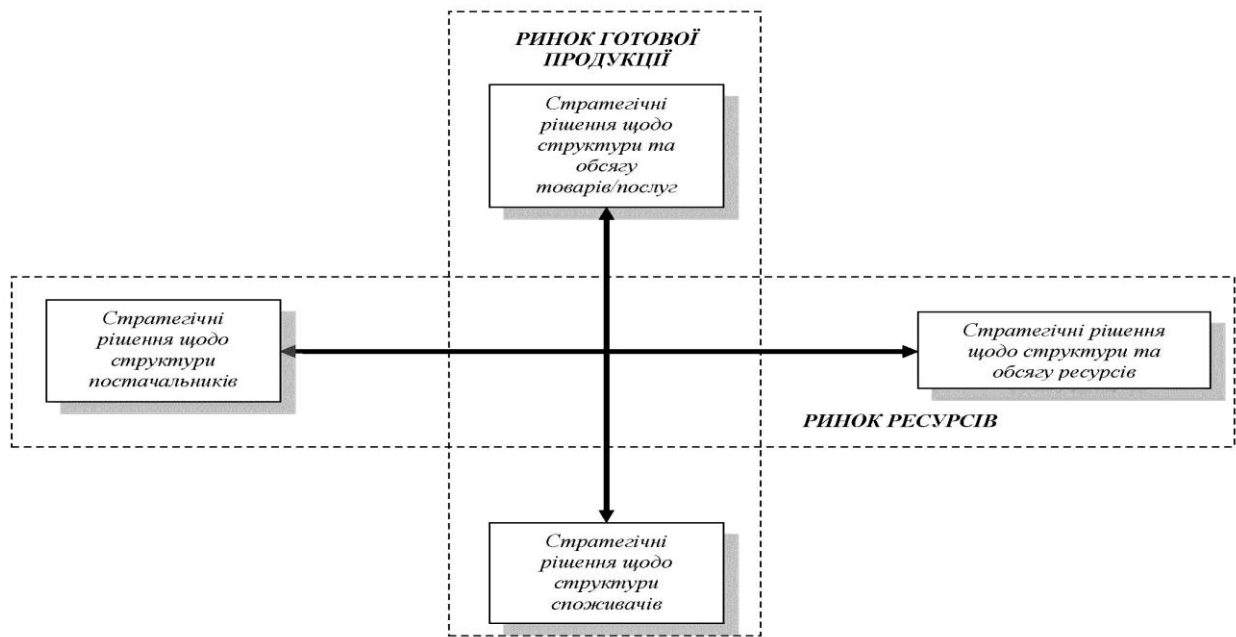 РИНОК ГОТОВОЇ
ПРОДУКЦІЇ
Стратегічні
рішення щодо
структури та
обсягу
товарів/послуг
Стратегічні
рішення щодо
структури
постачальників
Стратегічні рішення
щодо структури та
обсягу ресурсів
РИНОК РЕСУРСІВ
Стратегічні
рішення щодо
структури
споживачів